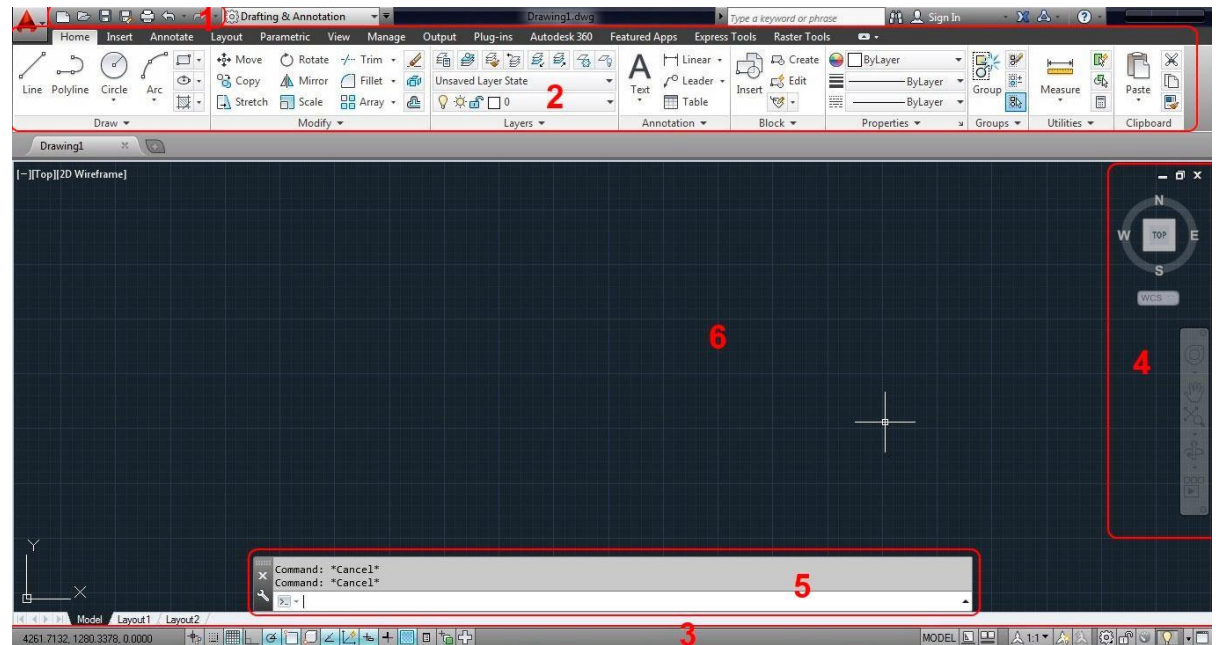 1 Drafting & Annotation Drawing1.dwg Type a keyword or phrase Sign In
Home Insert Annotate Layout Parametric View Manage Output Plug-ins Autodesk 360 Featured Apps Express Tools Raster Tools
Line Polyline Circle Arc
Move Rotate Trim
Copy Mirror Fillet
Stretch Scale Array
Unsaved Layer State
0 2
Text
Linear
Leader
Table
Insert
Create
Edit
ByLayer
ByLayer
ByLayer
Group
Measure
Paste
Draw Modify Layers Annotation Block Properties Groups Utilities Clipboard
Drawing1
[−][Top][2D Wireframe]
N
W TOP E
S
WCS
6
4
Y
X
Command: *Cancel*
Command: *Cancel*
5
Model Layout1 Layout2
4261.7132, 1280.3378, 0.0000 3 MODEL 1:1